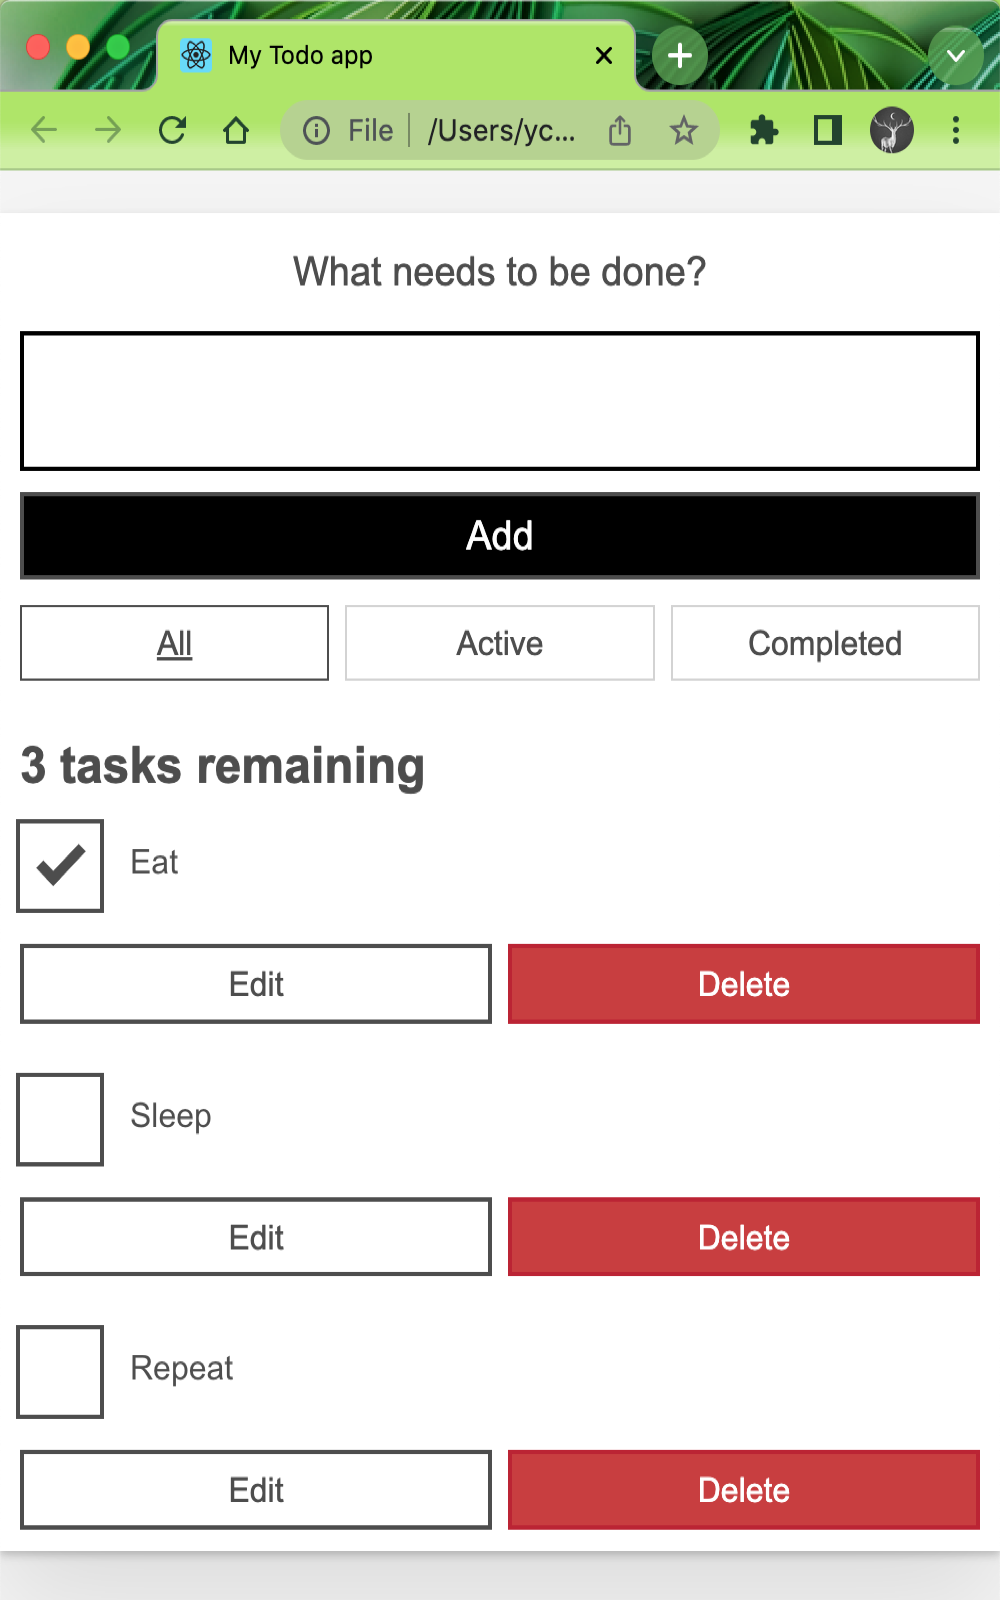 My Todo app
File /Users/yc...
What needs to be done?
Add
All Active Completed
3 tasks remaining
Eat
Edit Delete
Sleep
Edit Delete
Repeat
Edit Delete